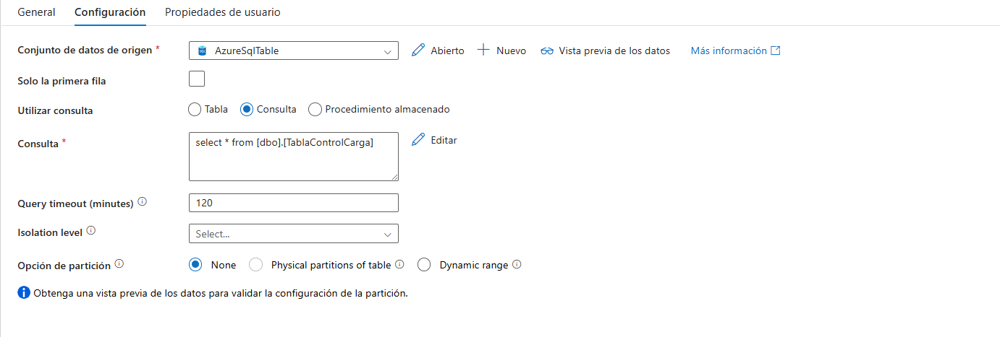 General Configuración Propiedades de usuario
Conjunto de datos de origen * AzureSqlTable Abierto Nuevo Vista previa de los datos Más información
Solo la primera fila
Utilizar consulta Tabla Consulta Procedimiento almacenado
Consulta * select * from [dbo].[TablaControlCarga] Editar
Query timeout (minutes) 120
Isolation level Select...
Opción de partición None Physical partitions of table Dynamic range
Obtenga una vista previa de los datos para validar la configuración de la partición.